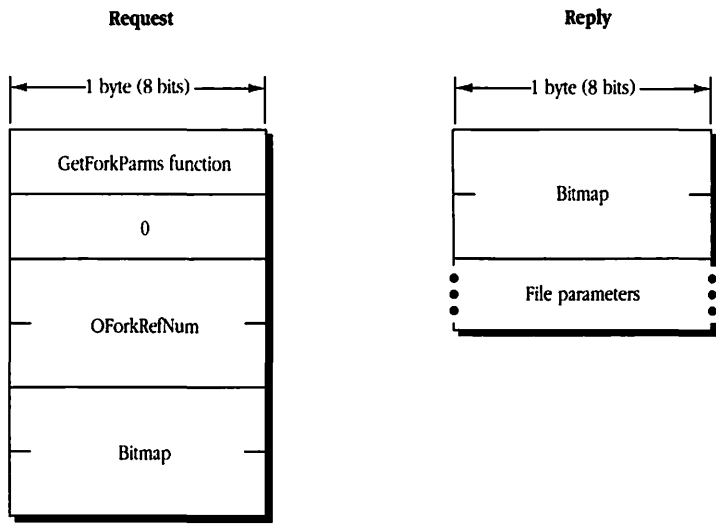 Request
1 byte (8 bits)
GetForkParms function
0
OForkRefNum
Bitmap
Reply
1 byte (8 bits)
Bitmap
File parameters